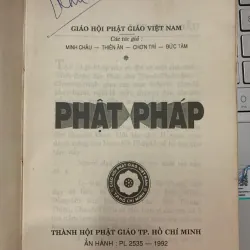 GIÁO HỘI PHẬT GIÁO VIỆT NAM
Các tác giả :
MINH CHÂU – THIÊN ÂN – CHƠN TRÍ – ĐỨC TÂM
PHẬT PHÁP
THÀNH HỘI PHẬT GIÁO TP. HỒ CHÍ MINH
ẤN HÀNH : PL 2535 – 1992